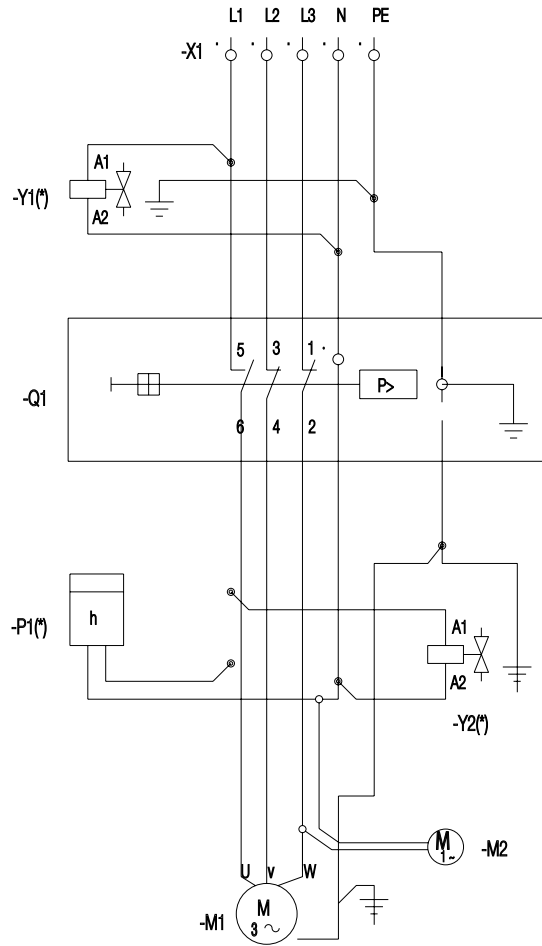 L1 L2 L3 N PE
-X1
A1
-Y1(*)
A2
5 3 1
P>
-Q1
6 4 2
h
-P1(*)
A1
A2
-Y2(*)
M
1~
-M2
U V W
-M1
M
3~